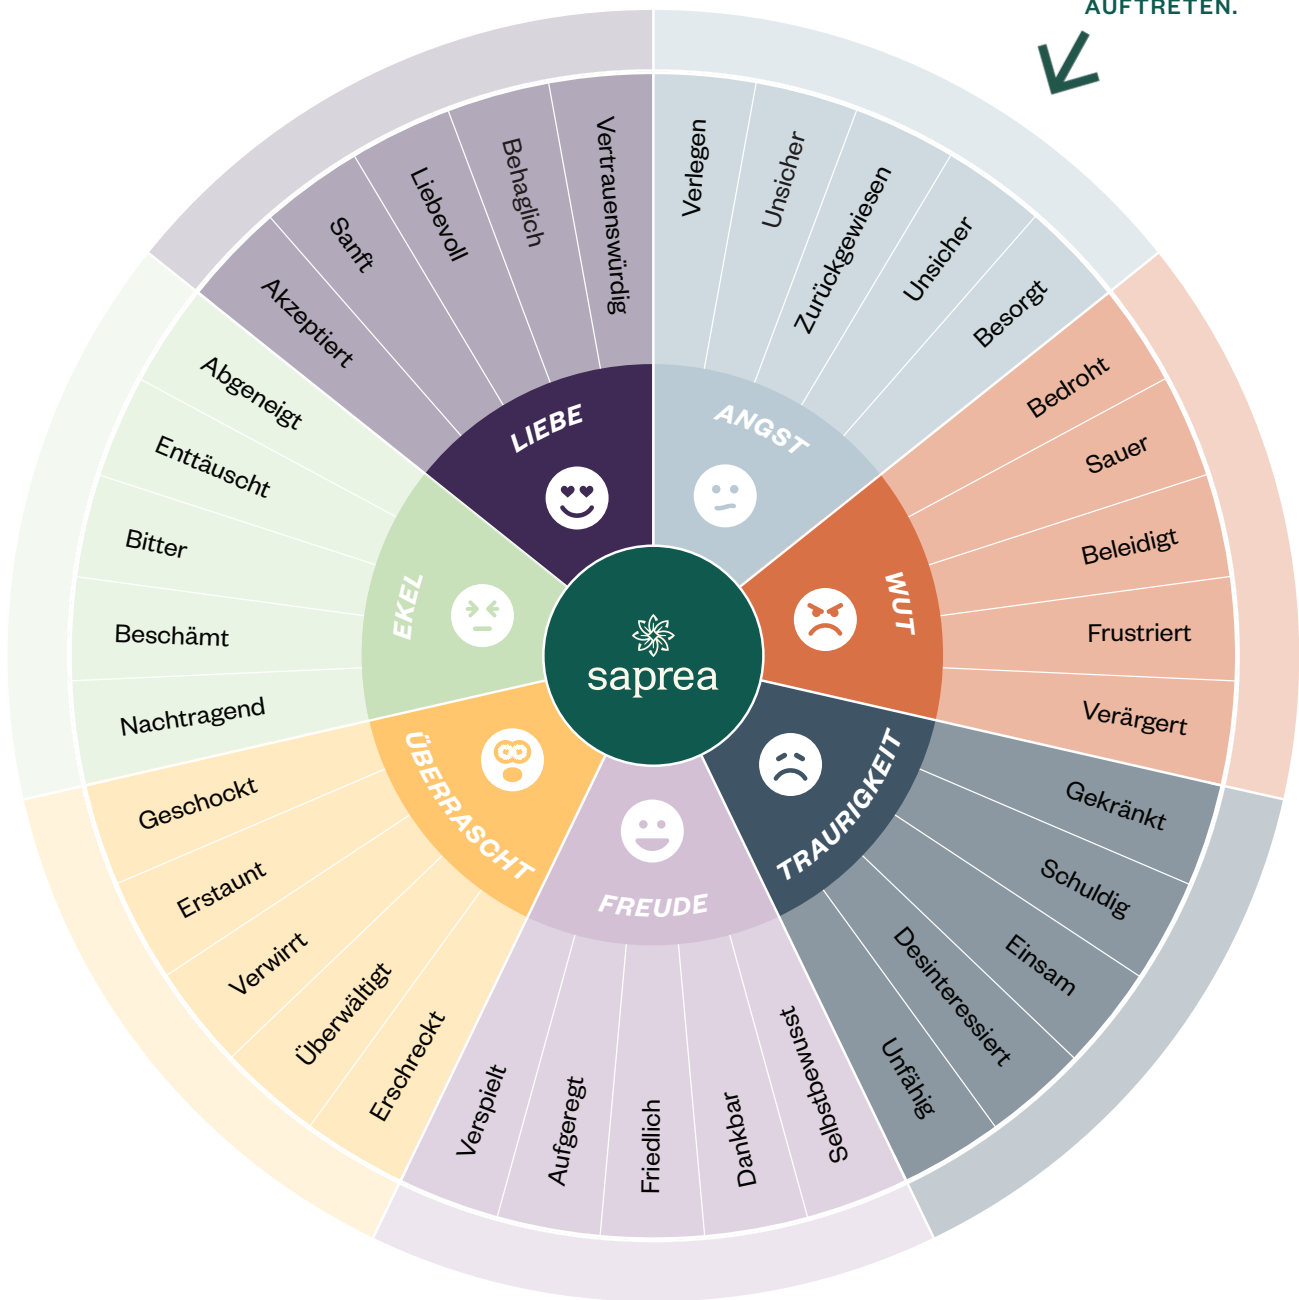 AUFTRETEN.
LIEBE
Akzeptiert
Sanft
Liebevoll
Behaglich
Vertrauenswürdig
ANGST
Verlegen
Unsicher
Zurückgewiesen
Unsicher
Besorgt
WUT
Bedroht
Sauer
Beleidigt
Frustriert
Verärgert
TRAURIGKEIT
Gekränkt
Schuldig
Einsam
Desinteressiert
Unfähig
FREUDE
Selbstbewusst
Dankbar
Friedlich
Aufgeregt
Verspielt
ÜBERRASCHT
Erschreckt
Überwältigt
Verwirrt
Erstaunt
Geschockt
EKEL
Nachtragend
Beschämt
Bitter
Enttäuscht
Abgeneigt
saprea